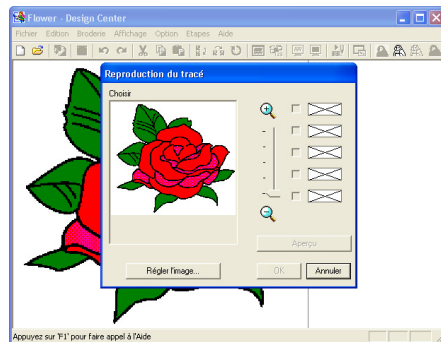 Flower - Design Center
Fichier Edition Broderie Affichage Option Etapes Aide
Reproduction du tracé
Choisir
Aperçu
Régler l'image... OK Annuler
Appuyez sur 'F1' pour faire appel à l'Aide